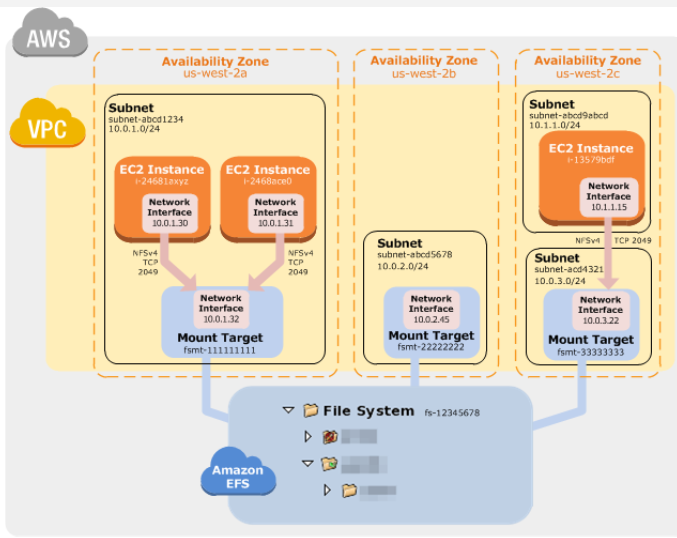 AWS
VPC
Availability Zone
us-west-2a
Subnet
subnet-abcd1234
10.0.1.0/24
EC2 Instance
i-24681axyz
Network
Interface
10.0.1.30
EC2 Instance
i-2468ace0
Network
Interface
10.0.1.31
NFSv4
TCP
2049
NFSv4
TCP
2049
Network
Interface
10.0.1.32
Mount Target
fsmt-111111111
Availability Zone
us-west-2b
Subnet
subnet-abcd5678
10.0.2.0/24
Network
Interface
10.0.2.45
Mount Target
fsmt-22222222
Availability Zone
us-west-2c
Subnet
subnet-abcd9abcd
10.1.1.0/24
EC2 Instance
i-13579bdf
Network
Interface
10.1.1.15
NFSv4 TCP 2049
Subnet
subnet-acd4321
10.0.3.0/24
Network
Interface
10.0.3.22
Mount Target
fsmt-33333333
File System fs-12345678
Amazon
EFS